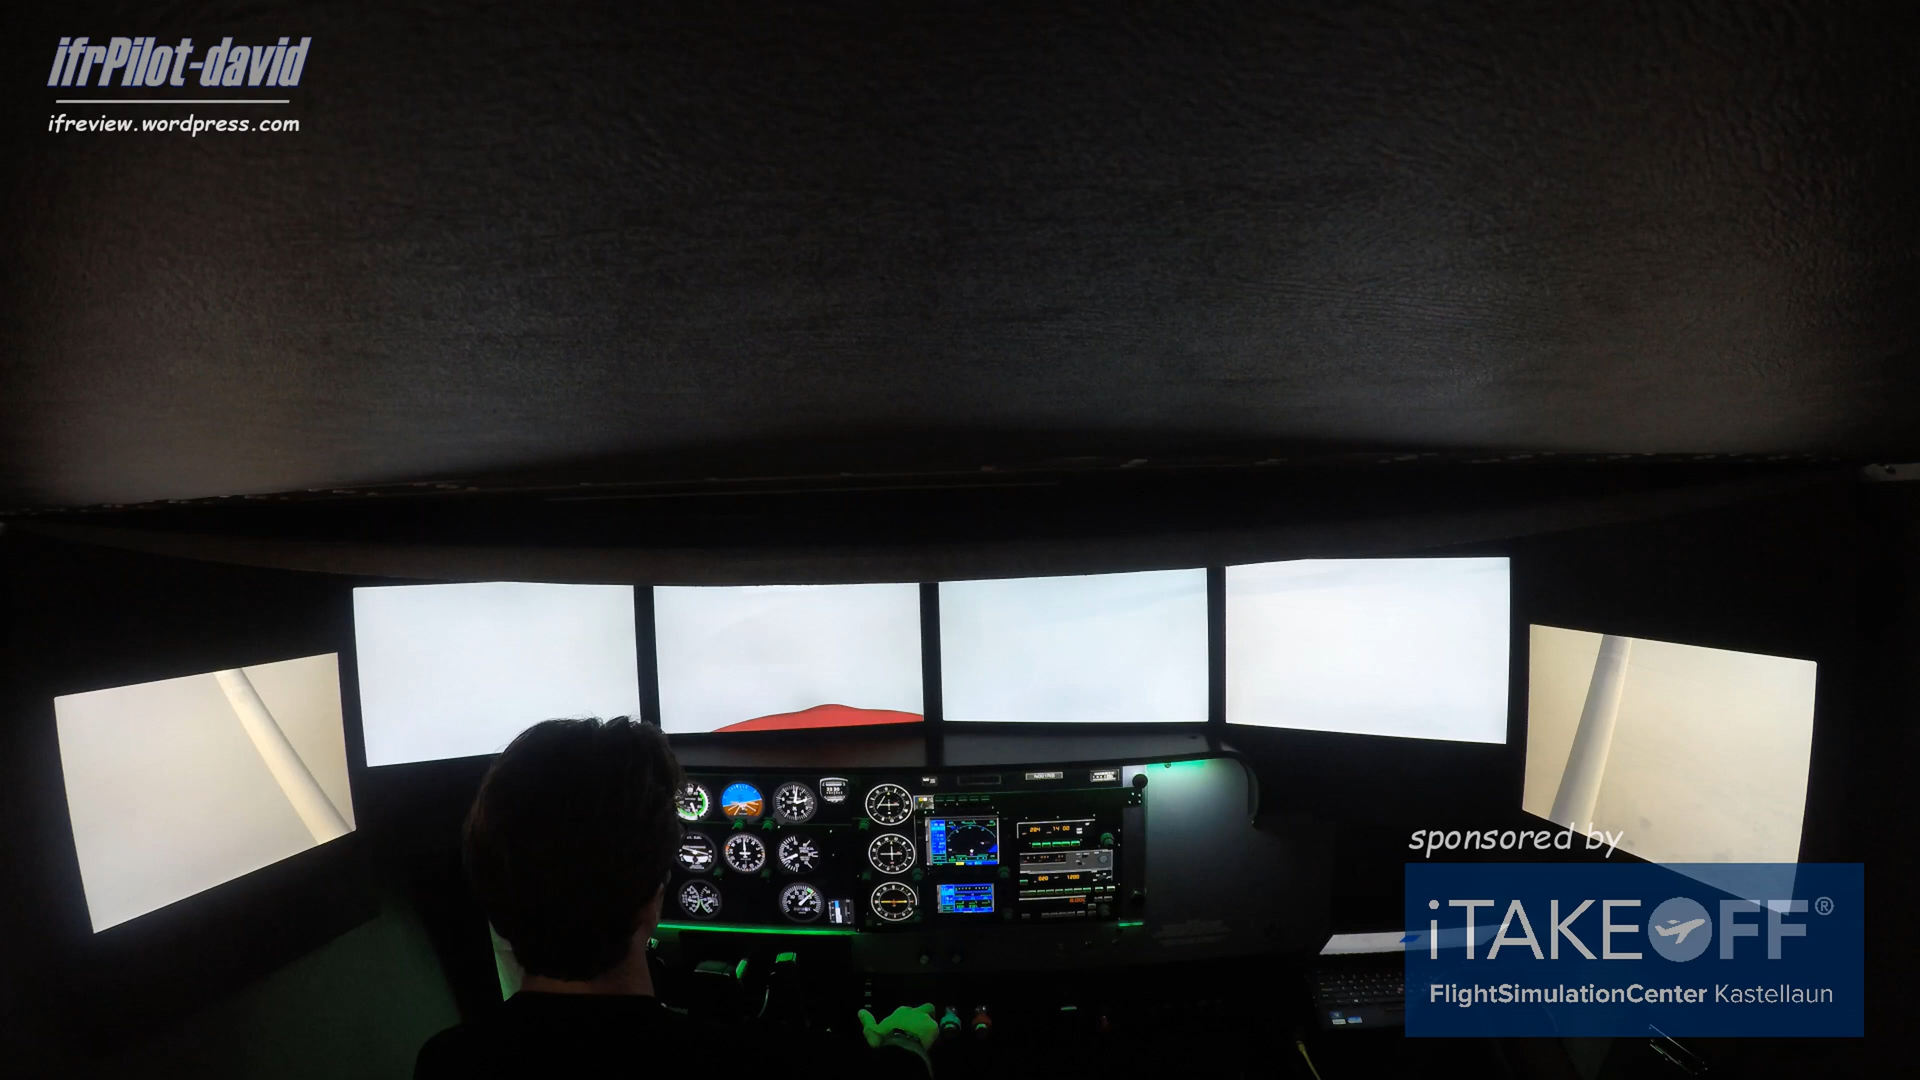 ifrPilot-david
ifreview.wordpress.com
sponsored by
iTAKEOFF®
FlightSimulationCenter Kastellaun